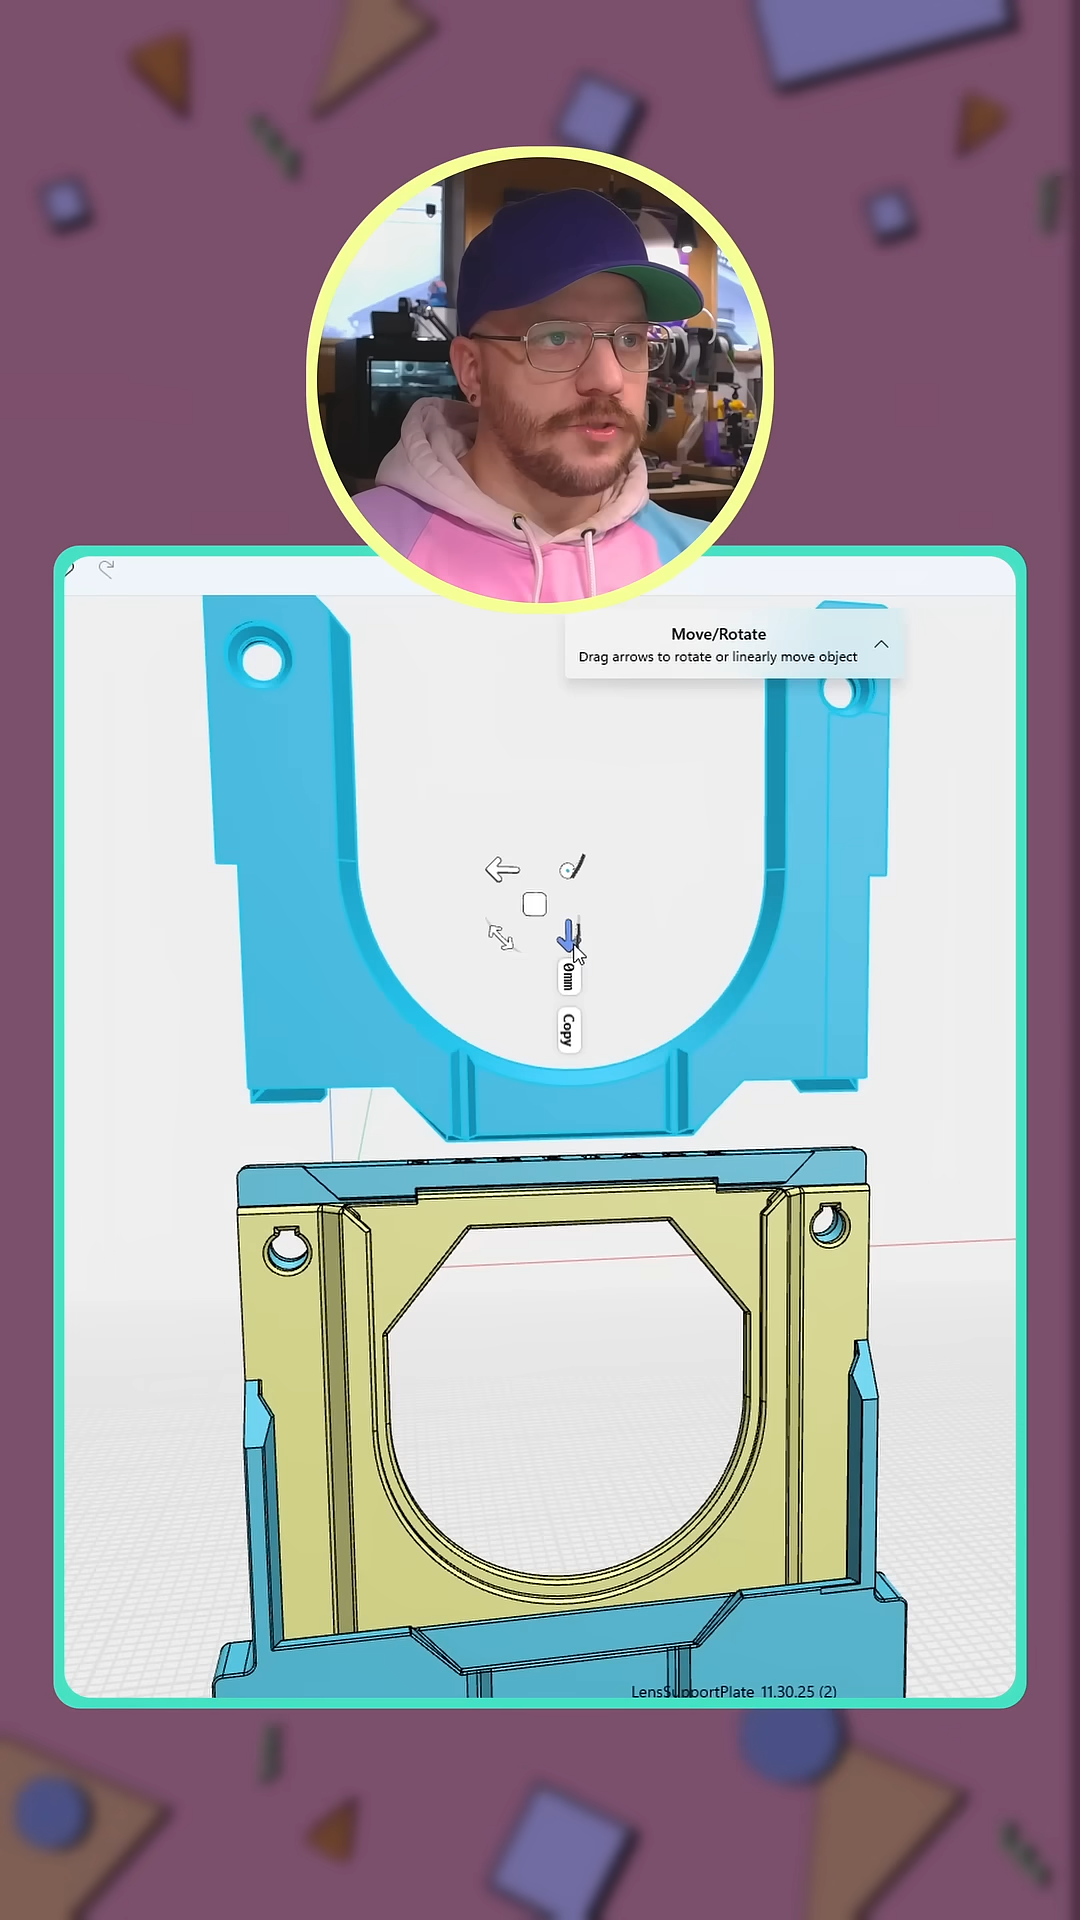 Move/Rotate
Drag arrows to rotate or linearly move object
0mm
Copy
LensSupportPlate 11.30.25 (2)